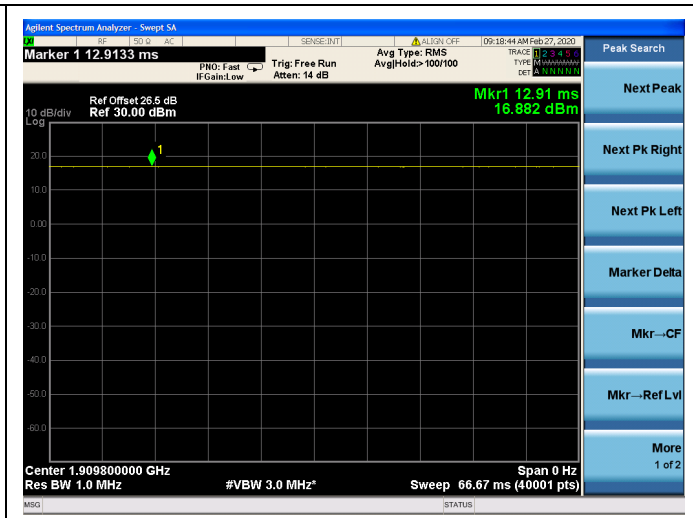 Agilent Spectrum Analyzer - Swept SA
LXI RF 50 Ω AC SENSE:INT ALIGN OFF 09:18:44 AM Feb 27, 2020
Marker 1 12.9133 ms
PNO: Fast
IFGain:Low
Trig: Free Run
Atten: 14 dB
Avg Type: RMS
Avg|Hold:> 100/100
TRACE 1 2 3 4 5 6
TYPE M
DET A N N N N N
Peak Search
Mkr1 12.91 ms
16.882 dBm
Ref Offset 26.5 dB
10 dB/div Ref 30.00 dBm
Log
1
20.0
10.0
0.00
-10.0
-20.0
-30.0
-40.0
-50.0
-60.0
Center 1.909800000 GHz Span 0 Hz
Res BW 1.0 MHz #VBW 3.0 MHz* Sweep 66.67 ms (40001 pts)
MSG STATUS
Next Peak
Next Pk Right
Next Pk Left
Marker Delta
Mkr→CF
Mkr→Ref Lvl
More
1 of 2